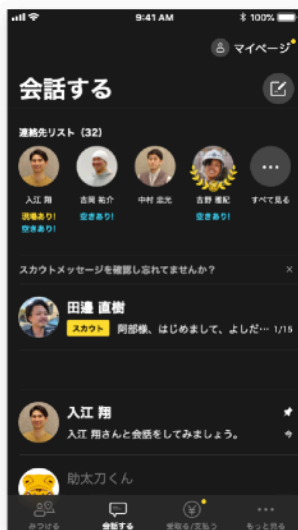 9:41 AM
100%
マイページ
会話する
連絡先リスト（32）
入江 翔
吉岡 祐介
中村 忠元
吉野 雅紀
すべて見る
現場あり!
空きあり!
空きあり!
空きあり!
スカウトメッセージを確認し忘れてませんか？
×
田邊 直樹
スカウト 阿部様、はじめまして、よしだ… 1/15
入江 翔
入江 翔さんと会話をしてみましょう。 今
助太刀くん
みつける 会話する 受取る/支払う もっと見る